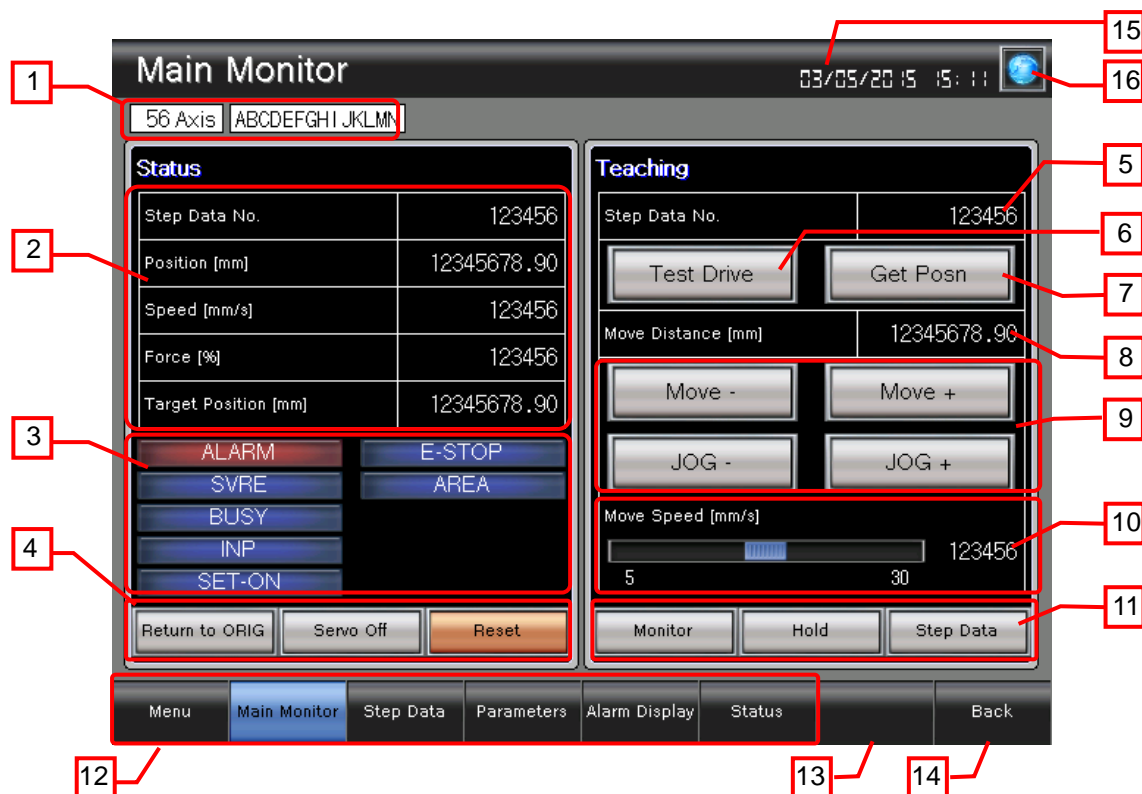 15
Main Monitor
03/05/2015 15:11
16
1
56 Axis ABCDEFGHIJKLMN
Status
Step Data No. 123456
2
Position [mm] 12345678.90
Speed [mm/s] 123456
Force [%] 123456
Target Position [mm] 12345678.90
3
ALARM E-STOP
SVRE AREA
BUSY
INP
SET-ON
4
Return to ORIG Servo Off Reset
Teaching
5
Step Data No. 123456
6
Test Drive Get Posn
7
Move Distance [mm] 12345678.90
8
Move - Move +
9
JOG - JOG +
Move Speed [mm/s]
10
123456
5 30
11
Monitor Hold Step Data
Menu Main Monitor Step Data Parameters Alarm Display Status Back
12 13 14